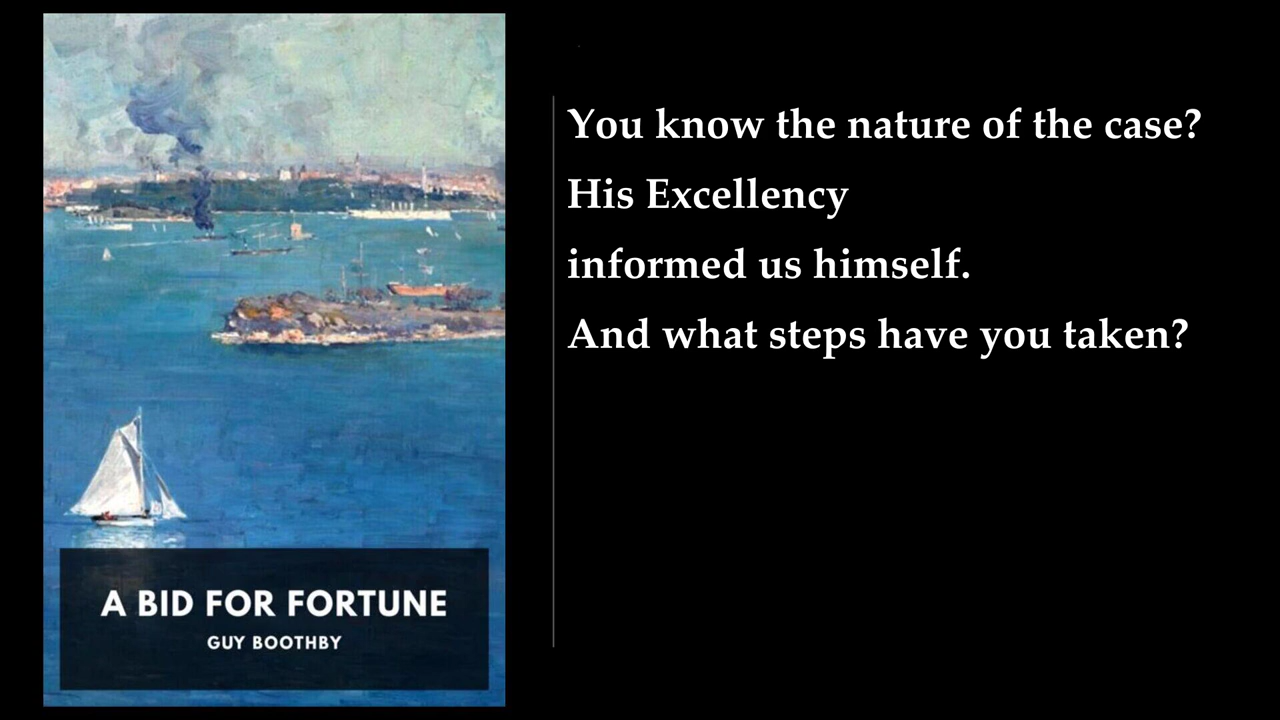 You know the nature of the case?
His Excellency
informed us himself.
And what steps have you taken?
A BID FOR FORTUNE
GUY BOOTHBY